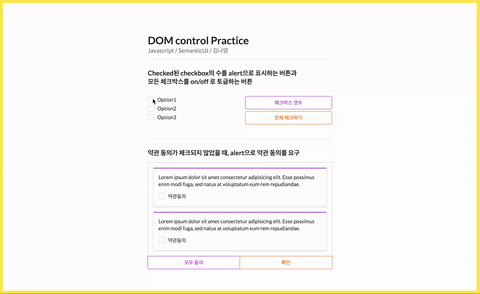 DOM control Practice
Javascript / SemanticUI / 김나영
Checked된 checkbox의 수를 alert으로 표시하는 버튼과
모든 체크박스를 on/off 로 토글하는 버튼
Option1
체크박스 갯수
Option2
전체 체크하기
Option3
약관 동의가 체크되지 않았을 때, alert으로 약관 동의를 요구
Lorem ipsum dolor sit amet consectetur adipisicing elit. Esse possimus
enim modi fuga, sed natus at voluptatum eum rem repudiandae.
약관동의
Lorem ipsum dolor sit amet consectetur adipisicing elit. Esse possimus
enim modi fuga, sed natus at voluptatum eum rem repudiandae.
약관동의
모두 동의
확인